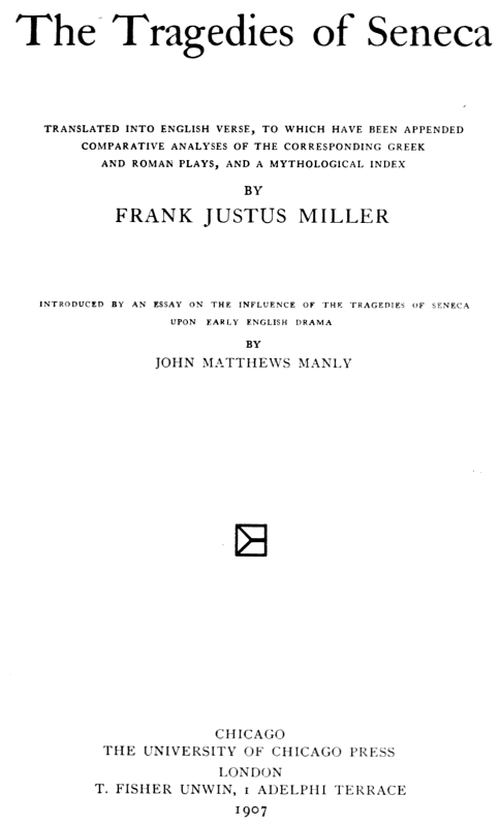 The Tragedies of Seneca
TRANSLATED INTO ENGLISH VERSE, TO WHICH HAVE BEEN APPENDED
COMPARATIVE ANALYSES OF THE CORRESPONDING GREEK
AND ROMAN PLAYS, AND A MYTHOLOGICAL INDEX
BY
FRANK JUSTUS MILLER
INTRODUCED BY AN ESSAY ON THE INFLUENCE OF THE TRAGEDIES OF SENECA
UPON EARLY ENGLISH DRAMA
BY
JOHN MATTHEWS MANLY
CHICAGO
THE UNIVERSITY OF CHICAGO PRESS
LONDON
T. FISHER UNWIN, 1 ADELPHI TERRACE
1907